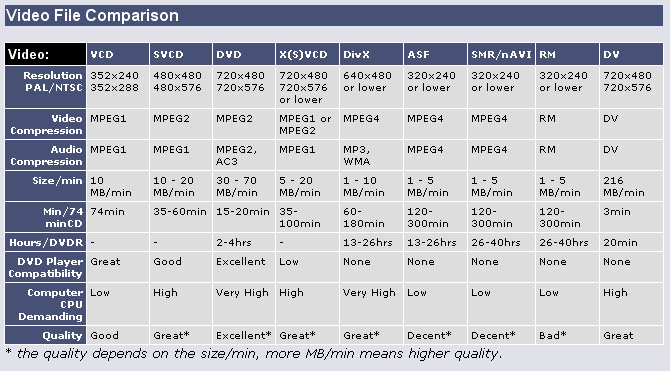 Video File Comparison
Video: VCD SVCD DVD X(S)VCD DivX ASF SMR/nAVI RM DV
Resolution 352x240 480x480 720x480 720x480 640x480 320x240 320x240 320x240 720x480
PAL/NTSC 352x288 480x576 720x576 720x576 or lower or lower or lower or lower 720x576
or lower
Video MPEG1 MPEG2 MPEG2 MPEG1 or MPEG4 MPEG4 MPEG4 RM DV
Compression MPEG2
Audio MPEG1 MPEG1 MPEG2, MPEG1 MP3, MPEG4 MPEG4 RM DV
Compression AC3 WMA
Size/min 10 10 - 20 30 - 70 5 - 20 1 - 10 1 - 5 1 - 5 1 - 5 216
MB/min MB/min MB/min MB/min MB/min MB/min MB/min MB/min MB/min
Min/74 74min 35-60min 15-20min 35- 60- 120- 120- 120- 3min
minCD 100min 180min 300min 300min 300min
Hours/DVDR - - 2-4hrs - 13-26hrs 13-26hrs 26-40hrs 26-40hrs 20min
DVD Player Great Good Excellent Low None None None None None
Compatibility
Computer Low High Very High High Very High Low Low Low High
CPU
Demanding
Quality Good Great* Excellent* Great* Great* Decent* Decent* Bad* Great
* the quality depends on the size/min, more MB/min means higher quality.